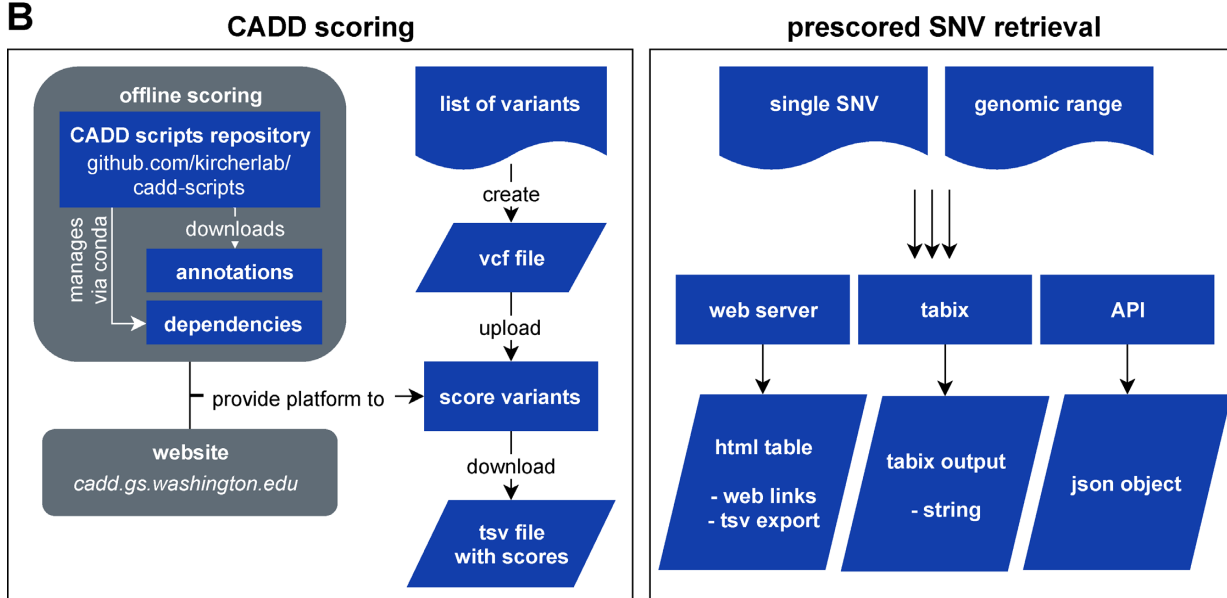 B
CADD scoring
offline scoring
CADD scripts repository
github.com/kircherlab/
cadd-scripts
manages
via conda
downloads
annotations
dependencies
provide platform to
website
cadd.gs.washington.edu
list of variants
create
vcf file
upload
score variants
download
tsv file
with scores
prescored SNV retrieval
single SNV
genomic range
web server
tabix
API
html table
- web links
- tsv export
tabix output
- string
json object